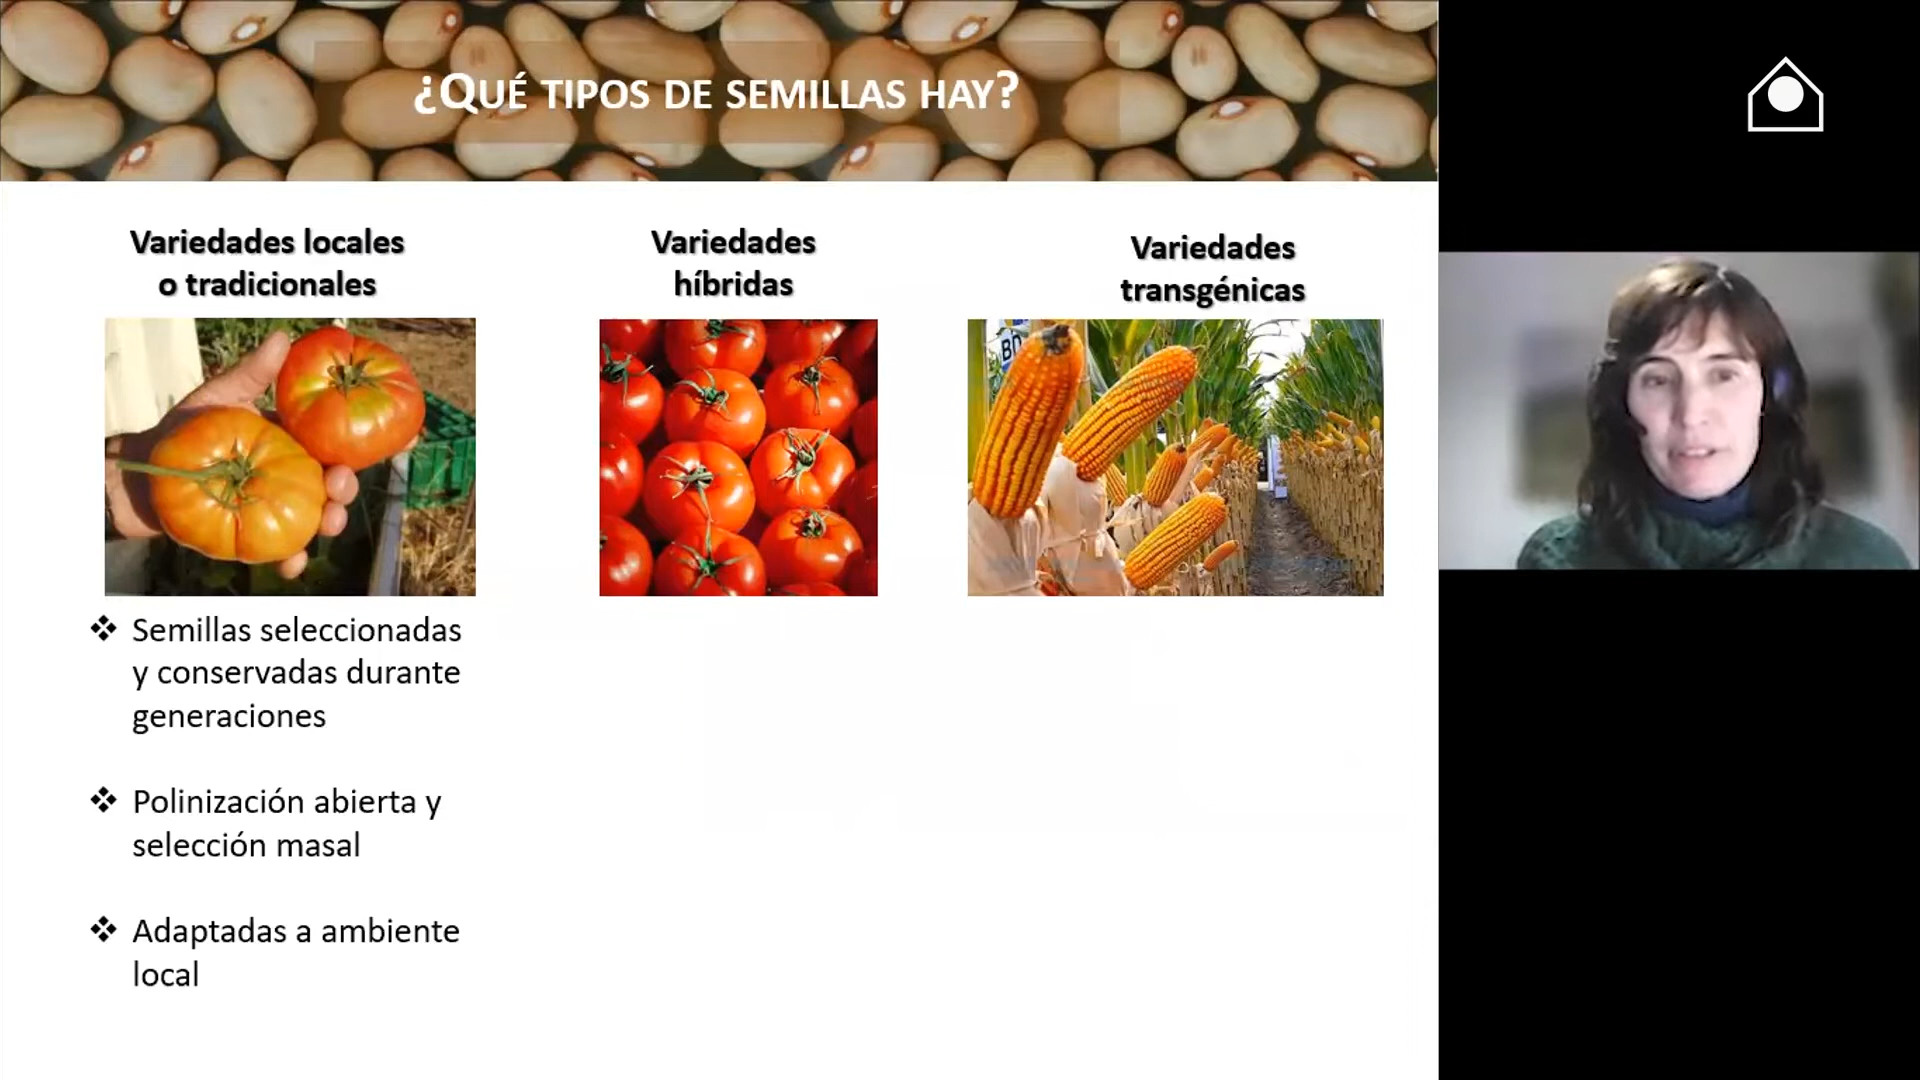 ¿QUÉ TIPOS DE SEMILLAS HAY?
Variedades locales
o tradicionales
Variedades
híbridas
Variedades
transgénicas
Semillas seleccionadas
y conservadas durante
generaciones
Polinización abierta y
selección masal
Adaptadas a ambiente
local